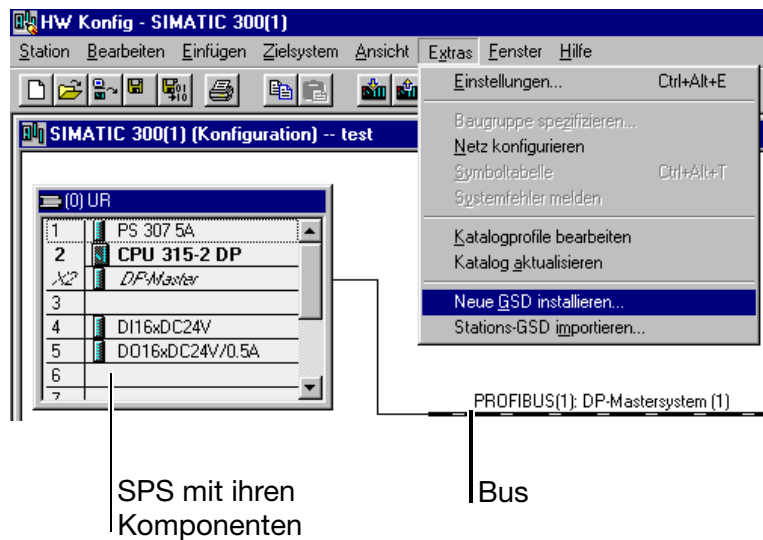 HW Konfig - SIMATIC 300(1)
Station Bearbeiten Einfügen Zielsystem Ansicht Extras Fenster Hilfe
Einstellungen... Ctrl+Alt+E
Baugruppe spezifizieren...
Netz konfigurieren
Symboltabelle Ctrl+Alt+T
Systemfehler melden
Katalogprofile bearbeiten
Katalog aktualisieren
Neue GSD installieren...
Stations-GSD importieren...
SIMATIC 300(1) (Konfiguration) -- test
(0) UR
1 PS 307 5A
2 CPU 315-2 DP
X2 DP-Master
3
4 DI16xDC24V
5 DO16xDC24V/0.5A
6
7
PROFIBUS(1): DP-Mastersystem (1)
SPS mit ihren
Komponenten
Bus